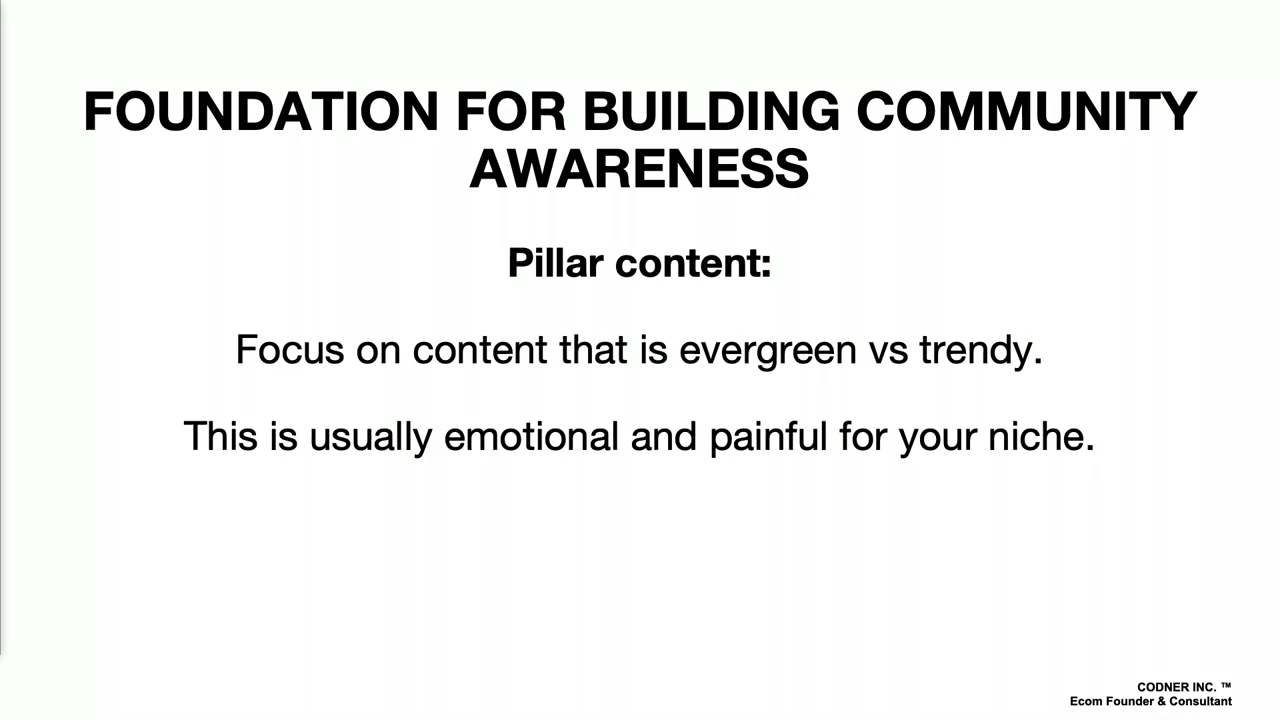 FOUNDATION FOR BUILDING COMMUNITY
AWARENESS
Pillar content:
Focus on content that is evergreen vs trendy.
This is usually emotional and painful for your niche.
CODNER INC. ™
Ecom Founder & Consultant